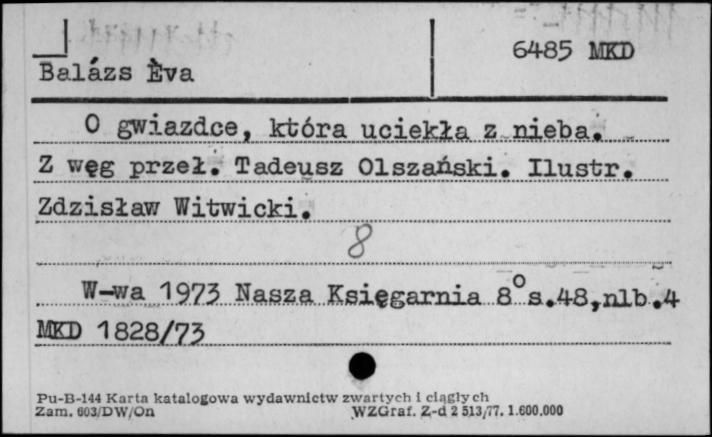 6485 MKD
Balázs Èva
O gwiazdce, która uciekła z nieba.
Z węg przeł. Tadeusz Olszański. Ilustr.
Zdzisław Witwicki.
8
W-wa 1973 Nasza Księgarnia 8° s.48,nlb.4
MKD 1828/73
Pu-B-144 Karta katalogowa wydawnictw zwartych i ciągłych
Zam. 603/DW/On WZGraf. Z-d 2 513/77. 1.600.000